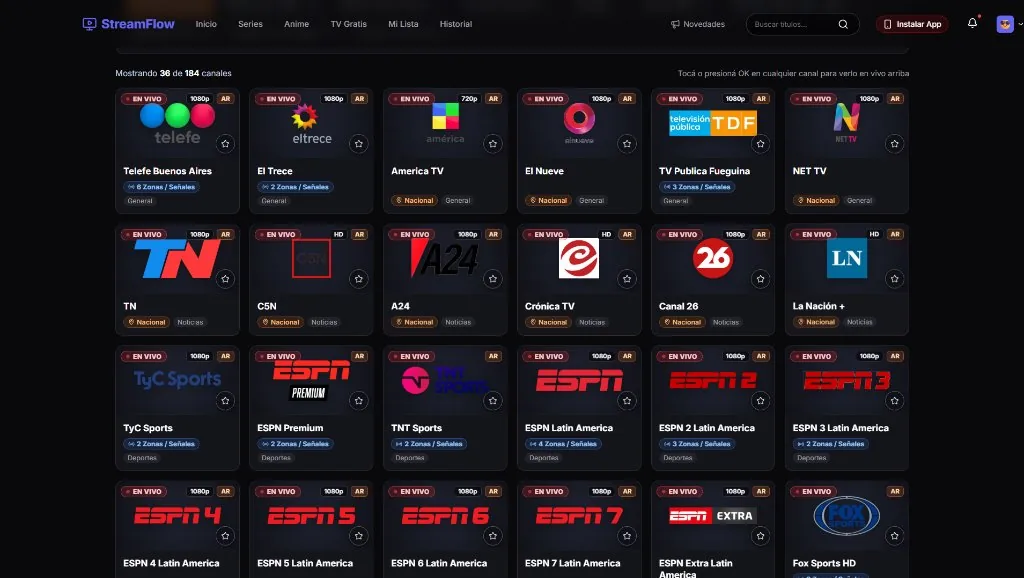 StreamFlow Inicio Series Anime TV Gratis Mi Lista Historial Novedades Buscar títulos... Instalar App
Mostrando 36 de 184 canales Tocá o presioná OK en cualquier canal para verlo en vivo arriba
EN VIVO 1080p AR EN VIVO 1080p AR EN VIVO 720p AR EN VIVO 1080p AR EN VIVO 1080p AR EN VIVO 1080p AR
telefe eltrece américa elnueve televisión pública TDF NET TV
Telefe Buenos Aires El Trece America TV El Nueve TV Publica Fueguina NET TV
6 Zonas / Señales 2 Zonas / Señales Nacional General Nacional General 3 Zonas / Señales Nacional General
General General General
EN VIVO 1080p AR EN VIVO HD AR EN VIVO 1080p AR EN VIVO HD AR EN VIVO 1080p AR EN VIVO HD AR
TN C5N A24 26 LN
TN C5N A24 Crónica TV Canal 26 La Nación +
Nacional Noticias Nacional Noticias Nacional Noticias Nacional Noticias Nacional Noticias Nacional Noticias
EN VIVO 1080p AR EN VIVO AR EN VIVO AR EN VIVO 1080p AR EN VIVO 1080p AR EN VIVO 1080p AR
TyC Sports ESPN PREMIUM TNT SPORTS ESPN ESPN 2 ESPN 3
TyC Sports ESPN Premium TNT Sports ESPN Latin America ESPN 2 Latin America ESPN 3 Latin America
2 Zonas / Señales 2 Zonas / Señales 2 Zonas / Señales 4 Zonas / Señales 3 Zonas / Señales 2 Zonas / Señales
Deportes Deportes Deportes Deportes Deportes Deportes
EN VIVO 1080p AR EN VIVO 1080p AR EN VIVO 1080p AR EN VIVO 1080p AR EN VIVO 1080p AR EN VIVO AR
ESPN 4 ESPN 5 ESPN 6 ESPN 7 ESPN EXTRA FOX SPORTS
ESPN 4 Latin America ESPN 5 Latin America ESPN 6 Latin America ESPN 7 Latin America ESPN Extra Latin America Fox Sports HD